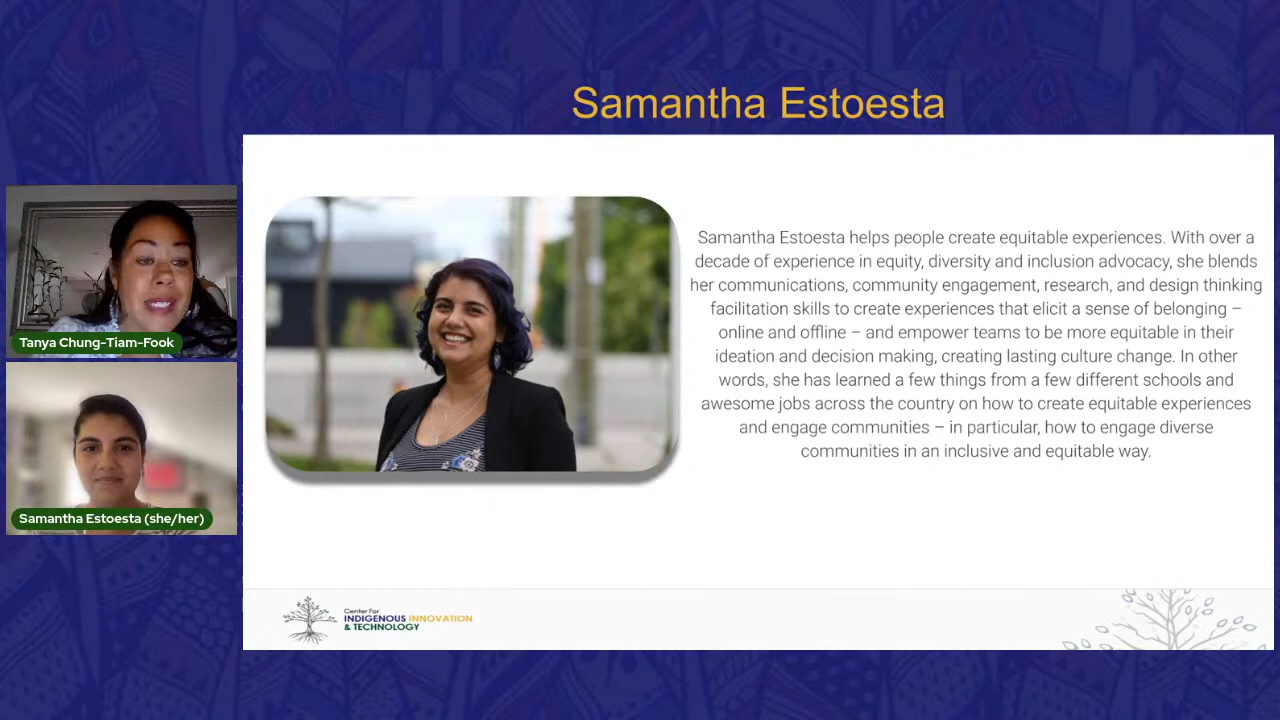 Samantha Estoesta
Tanya Chung-Tiam-Fook
Samantha Estoesta (she/her)
Samantha Estoesta helps people create equitable experiences. With over a
decade of experience in equity, diversity and inclusion advocacy, she blends
her communications, community engagement, research, and design thinking
facilitation skills to create experiences that elicit a sense of belonging –
online and offline – and empower teams to be more equitable in their
ideation and decision making, creating lasting culture change. In other
words, she has learned a few things from a few different schools and
awesome jobs across the country on how to create equitable experiences
and engage communities – in particular, how to engage diverse
communities in an inclusive and equitable way.
Center For
INDIGENOUS INNOVATION
& TECHNOLOGY